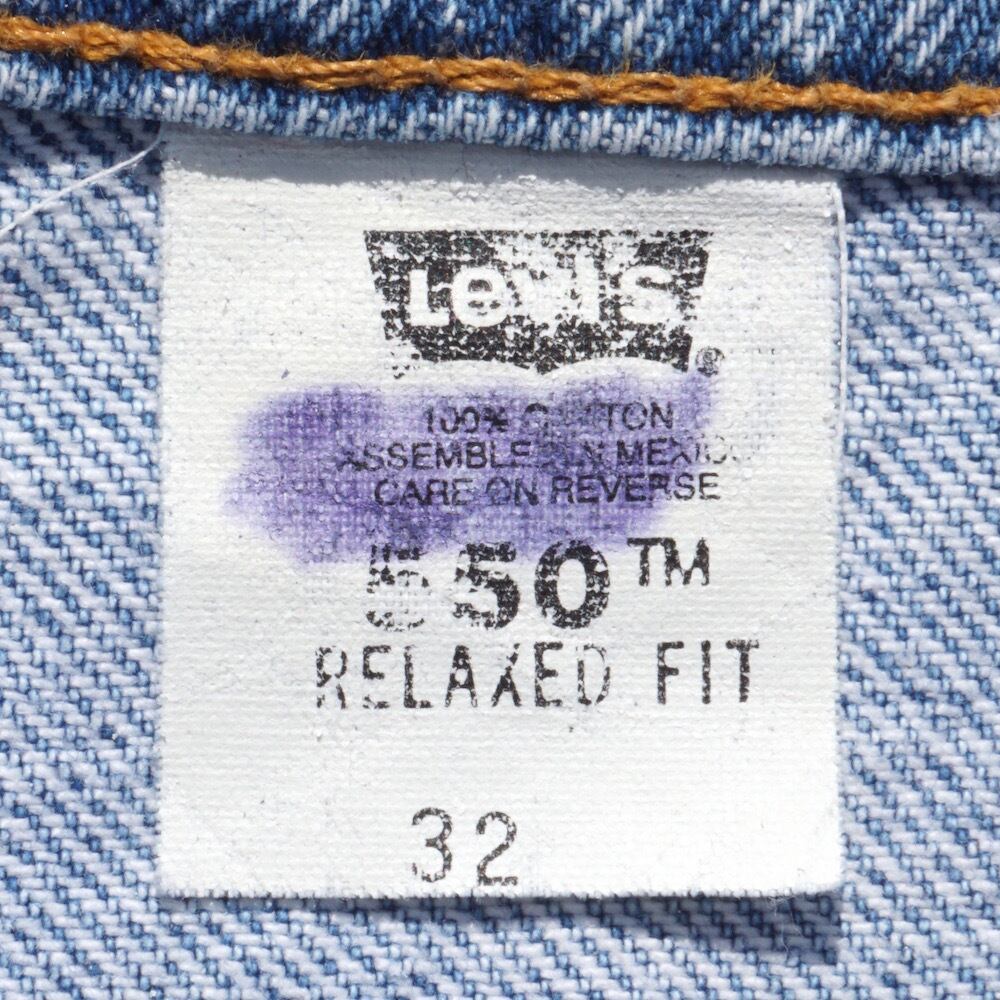 Levi's®
100% COTTON
ASSEMBLED IN MEXICO
CARE ON REVERSE
550™
RELAXED FIT
32